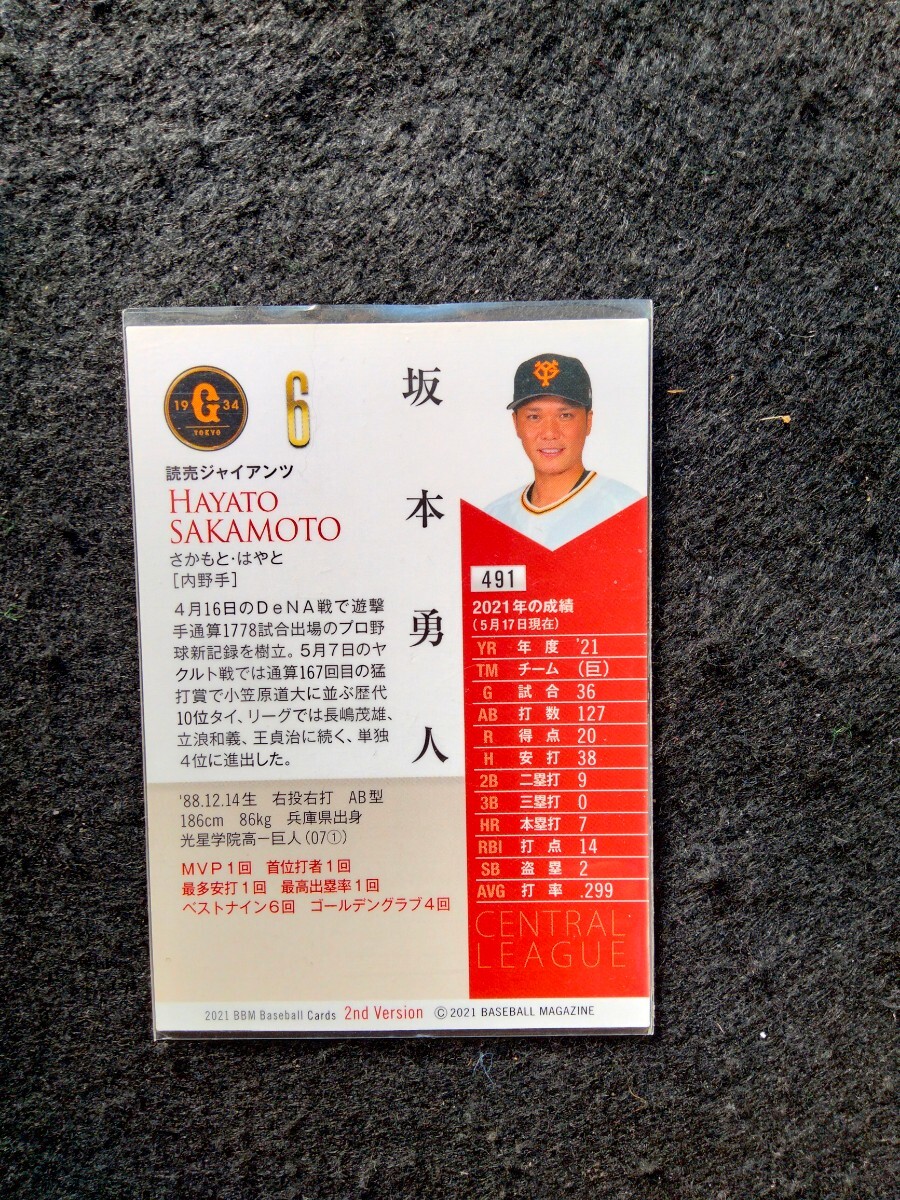 19 G 34
TOKYO
6
読売ジャイアンツ
HAYATO
SAKAMOTO
さかもと・はやと
[内野手]
坂本勇人
4月16日のDeNA戦で遊撃
手通算1778試合出場のプロ野
球新記録を樹立。5月7日のヤ
クルト戦では通算167回目の猛
打賞で小笠原道大に並ぶ歴代
10位タイ、リーグでは長嶋茂雄、
立浪和義、王貞治に続く、単独
4位に進出した。
'88.12.14生 右投右打 AB型
186cm 86kg 兵庫県出身
光星学院高ー巨人(07①)
MVP1回 首位打者1回
最多安打1回 最高出塁率1回
ベストナイン6回 ゴールデングラブ4回
491
2021年の成績
(5月17日現在)
YR 年度 '21
TM チーム (巨)
G 試合 36
AB 打数 127
R 得点 20
H 安打 38
2B 二塁打 9
3B 三塁打 0
HR 本塁打 7
RBI 打点 14
SB 盗塁 2
AVG 打率 .299
CENTRAL
LEAGUE
2021 BBM Baseball Cards 2nd Version ©2021 BASEBALL MAGAZINE